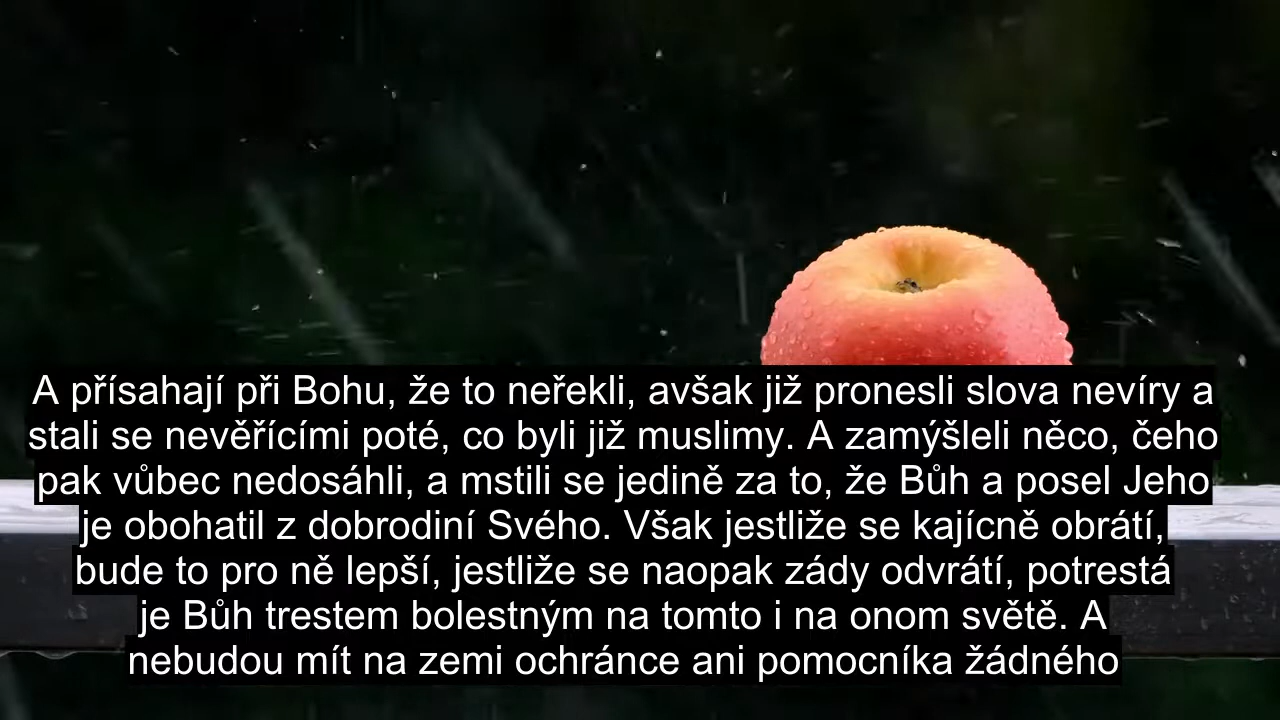 A přísahají při Bohu, že to neřekli, avšak již pronesli slova nevíry a
stali se nevěřícími poté, co byli již muslimy. A zamýšleli něco, čeho
pak vůbec nedosáhli, a mstili se jedině za to, že Bůh a posel Jeho
je obohatil z dobrodiní Svého. Však jestliže se kajícně obrátí,
bude to pro ně lepší, jestliže se naopak zády odvrátí, potrestá
je Bůh trestem bolestným na tomto i na onom světě. A
nebudou mít na zemi ochránce ani pomocníka žádného